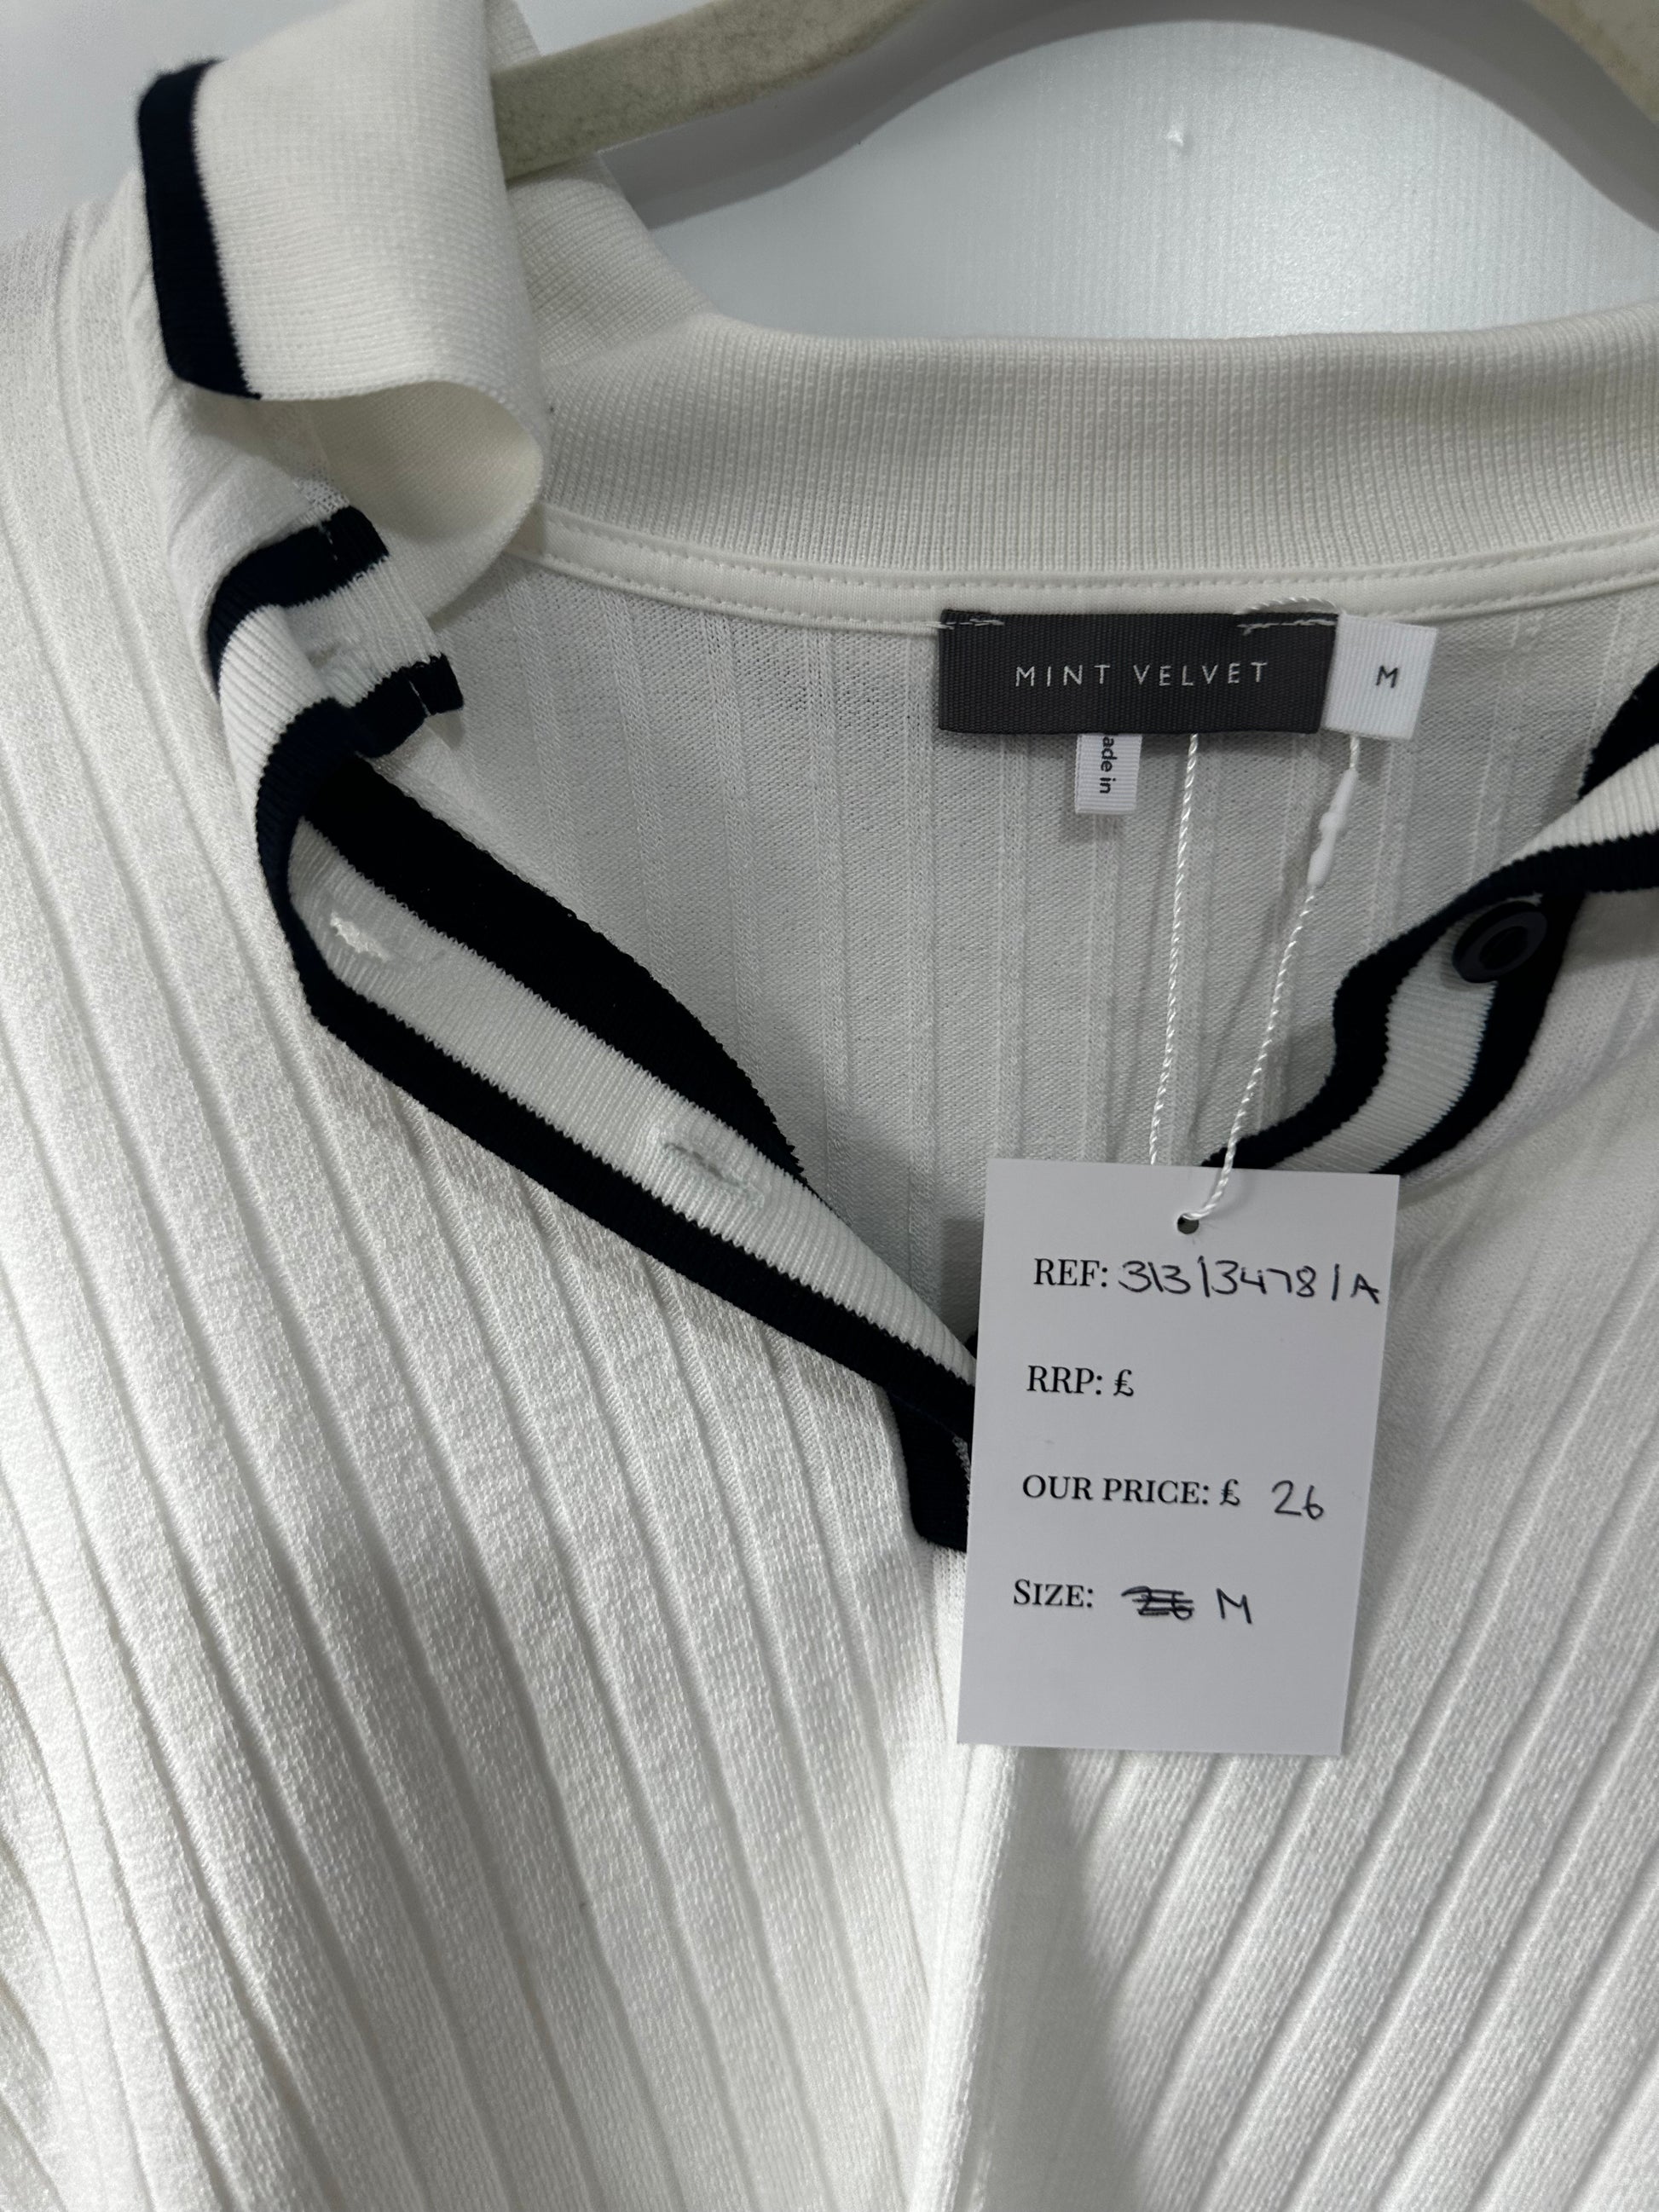 MINT VELVET
M
ade in
REF: 313/3478/A
RRP: £
OUR PRICE: £ 26
SIZE: M